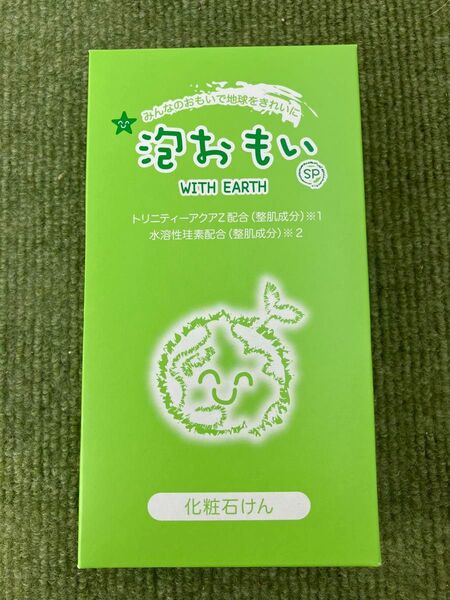 みんなのおもいで地球をきれいに
泡おもい
SP
WITH EARTH
トリニティーアクアZ配合(整肌成分)※1
水溶性珪素配合(整肌成分)※2
化粧石けん